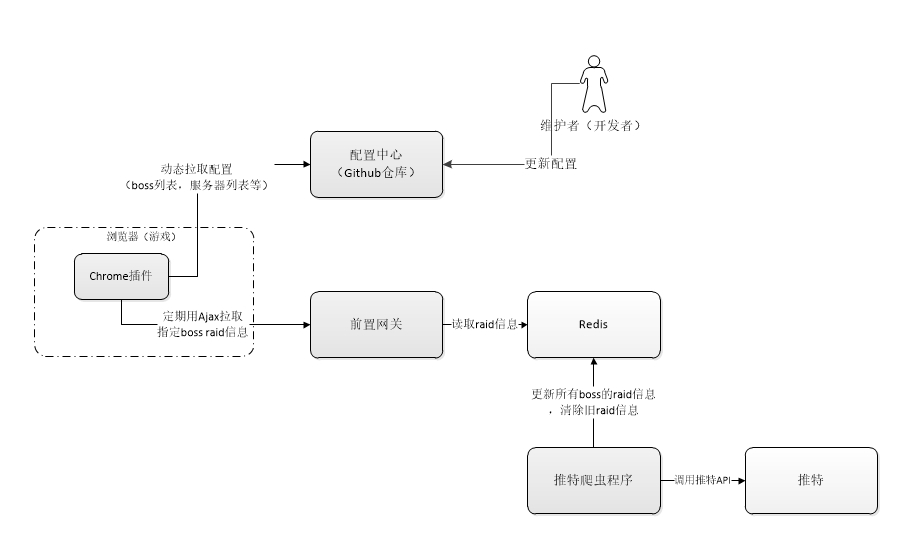 维护者（开发者）
配置中心
（Github仓库）
更新配置
动态拉取配置
（boss列表，服务器列表等）
浏览器（游戏）
Chrome插件
定期用Ajax拉取
指定boss raid信息
前置网关
读取raid信息
Redis
更新所有boss的raid信息
，清除旧raid信息
推特爬虫程序
调用推特API
推特